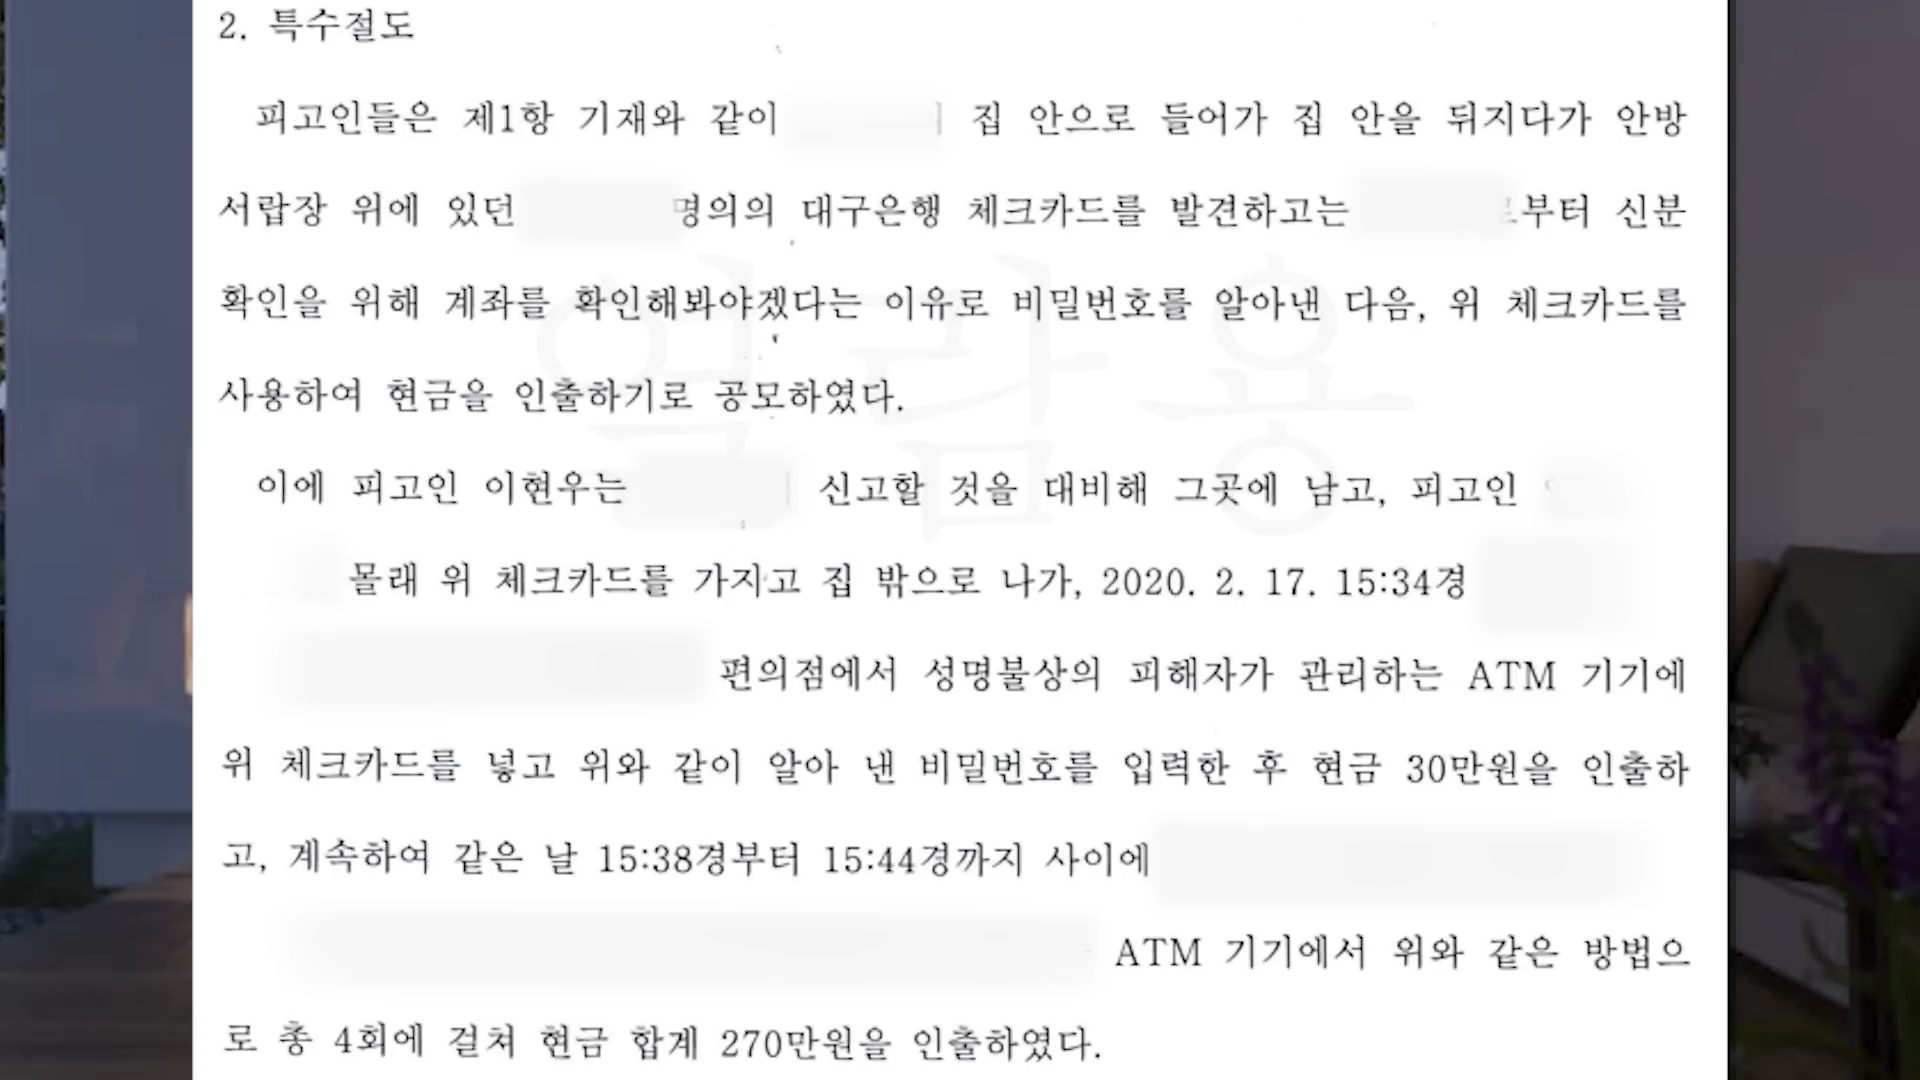 2. 특수절도
피고인들은 제1항 기재와 같이 집 안으로 들어가 집 안을 뒤지다가 안방
서랍장 위에 있던 명의의 대구은행 체크카드를 발견하고는 부터 신분
확인을 위해 계좌를 확인해봐야겠다는 이유로 비밀번호를 알아낸 다음, 위 체크카드를
사용하여 현금을 인출하기로 공모하였다.
열람용
이에 피고인 이현우는 신고할 것을 대비해 그곳에 남고, 피고인
몰래 위 체크카드를 가지고 집 밖으로 나가, 2020. 2. 17. 15:34경
편의점에서 성명불상의 피해자가 관리하는 ATM 기기에
위 체크카드를 넣고 위와 같이 알아 낸 비밀번호를 입력한 후 현금 30만원을 인출하
고, 계속하여 같은 날 15:38경부터 15:44경까지 사이에
ATM 기기에서 위와 같은 방법으
로 총 4회에 걸쳐 현금 합계 270만원을 인출하였다.